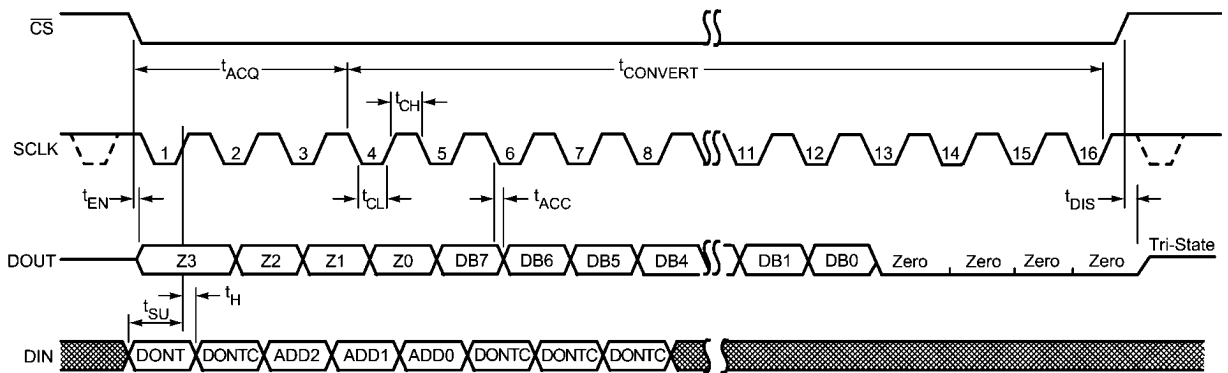 CS
tACQ
tCONVERT
tCH
SCLK
1 2 3 4 5 6 7 8 11 12 13 14 15 16
tEN
tCL
tACC
tDIS
DOUT
Z3 Z2 Z1 Z0 DB7 DB6 DB5 DB4 DB1 DB0 Zero Zero Zero Zero
Tri-State
tSU
tH
DIN
DONT DONTC ADD2 ADD1 ADD0 DONTC DONTC DONTC